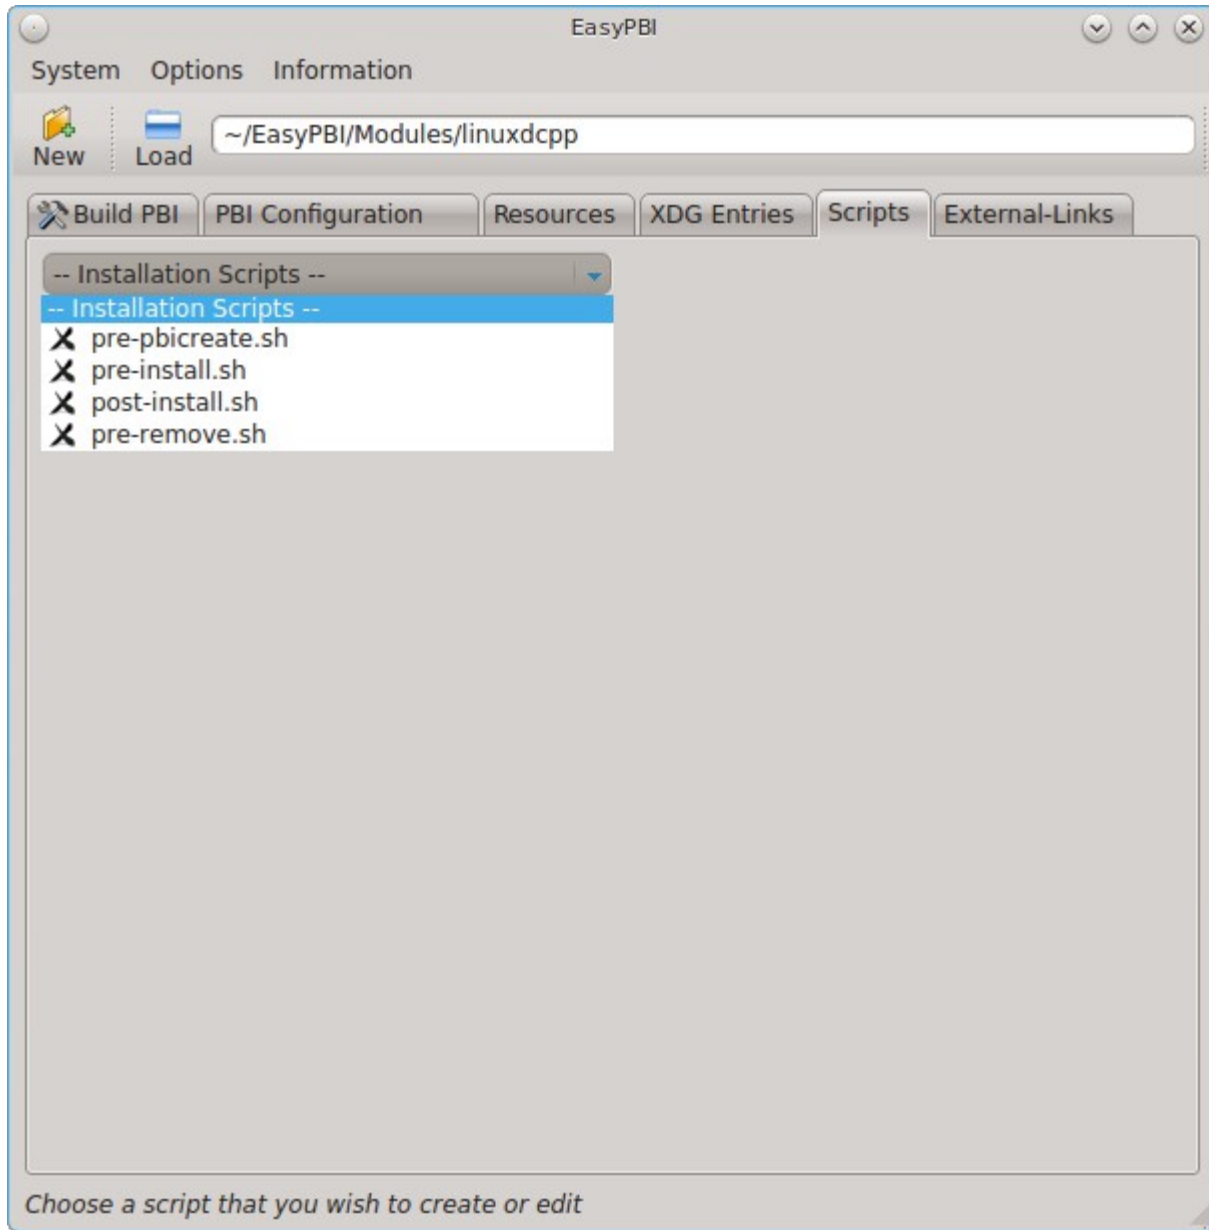 EasyPBI
System Options Information
New Load ~/EasyPBI/Modules/linuxdcpp
Build PBI PBI Configuration Resources XDG Entries Scripts External-Links
-- Installation Scripts --
-- Installation Scripts --
pre-pbicreate.sh
pre-install.sh
post-install.sh
pre-remove.sh
Choose a script that you wish to create or edit